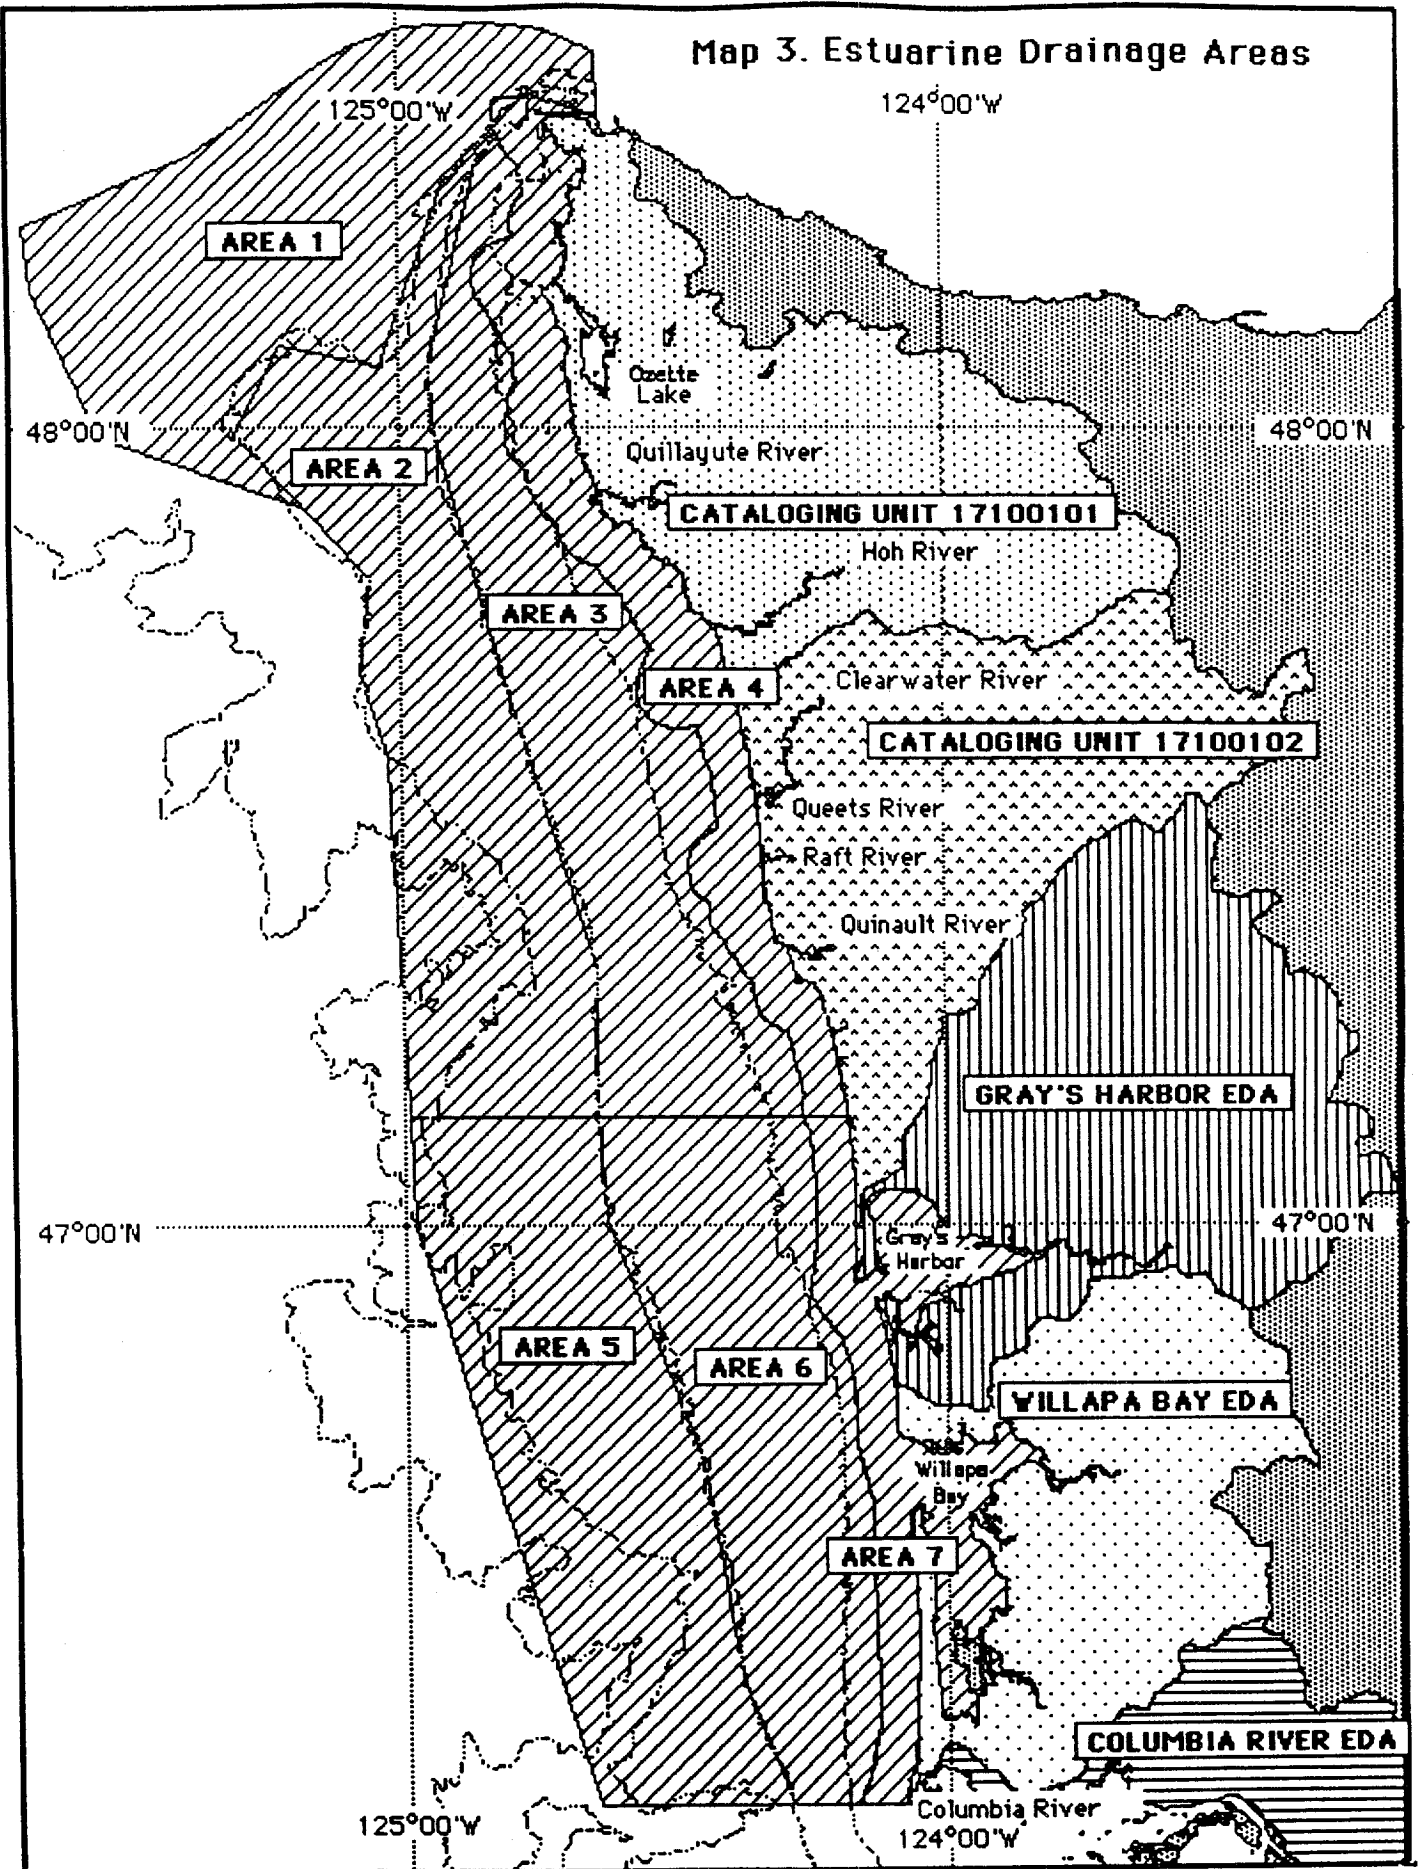 Map 3. Estuarine Drainage Areas
125°00'W
124°00'W
AREA 1
Ozette
Lake
48°00'N
48°00'N
Quillayute River
AREA 2
CATALOGING UNIT 17100101
Hoh River
AREA 3
Clearwater River
AREA 4
CATALOGING UNIT 17100102
Queets River
Raft River
Quinault River
GRAY'S HARBOR EDA
47°00'N
47°00'N
Gray's
Harbor
AREA 5
AREA 6
WILLAPA BAY EDA
Willapa
Bay
AREA 7
COLUMBIA RIVER EDA
Columbia River
125°00'W
124°00'W